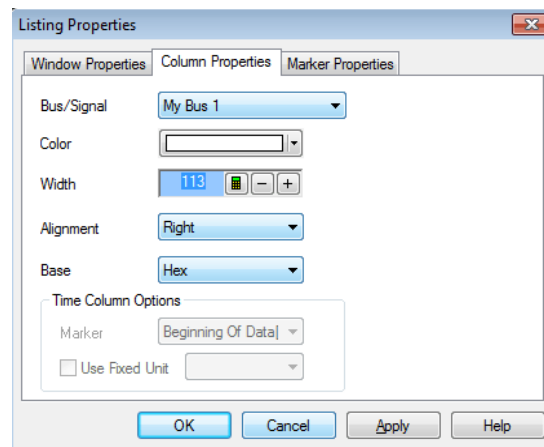 Listing Properties
Window Properties Column Properties Marker Properties
Bus/Signal My Bus 1
Color
Width 113
Alignment Right
Base Hex
Time Column Options
Marker Beginning Of Data
Use Fixed Unit
OK Cancel Apply Help